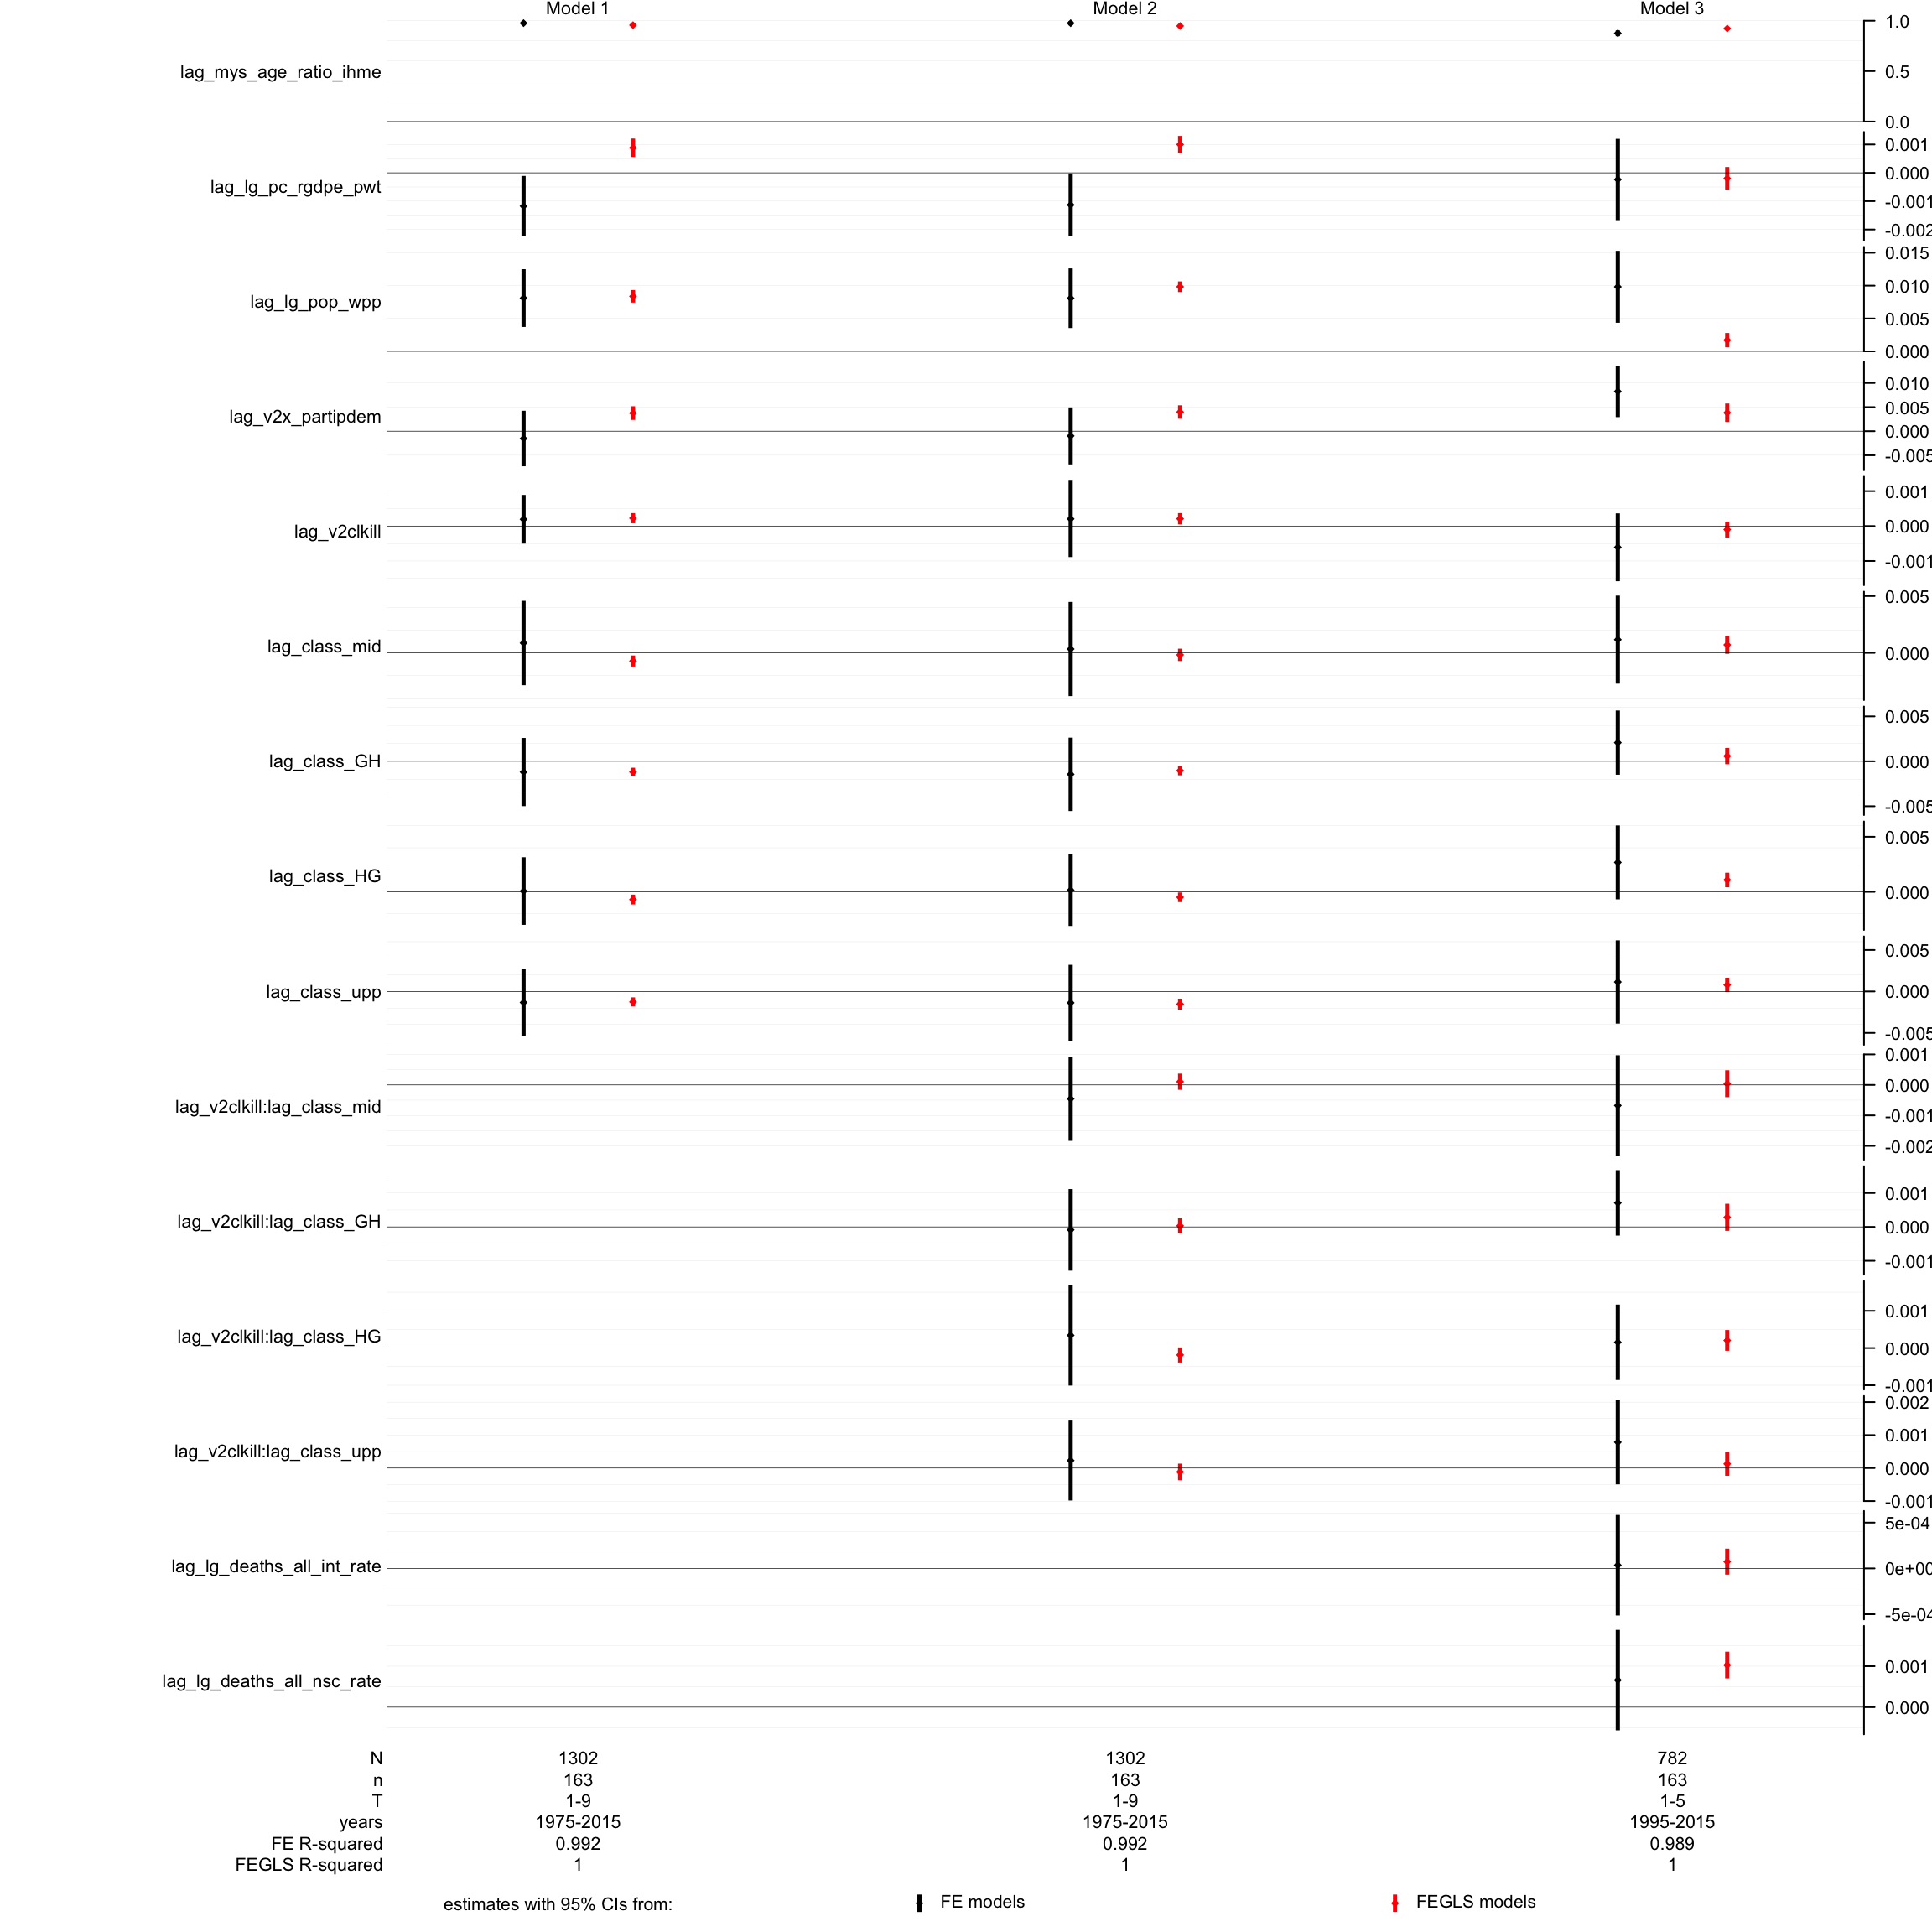 Model 1 Model 2 Model 3
lag_mys_age_ratio_ihme
1.0
0.5
0.0
lag_lg_pc_rgdpe_pwt
0.001
0.000
-0.001
-0.002
lag_lg_pop_wpp
0.015
0.010
0.005
0.000
lag_v2x_partipdem
0.010
0.005
0.000
-0.005
lag_v2clkill
0.001
0.000
-0.001
lag_class_mid
0.005
0.000
lag_class_GH
0.005
0.000
-0.005
lag_class_HG
0.005
0.000
lag_class_upp
0.005
0.000
-0.005
lag_v2clkill:lag_class_mid
0.001
0.000
-0.001
-0.002
lag_v2clkill:lag_class_GH
0.001
0.000
-0.001
lag_v2clkill:lag_class_HG
0.001
0.000
-0.001
lag_v2clkill:lag_class_upp
0.002
0.001
0.000
-0.001
lag_lg_deaths_all_int_rate
5e-04
0e+00
-5e-04
lag_lg_deaths_all_nsc_rate
0.001
0.000
N 1302 1302 782
n 163 163 163
T 1-9 1-9 1-5
years 1975-2015 1975-2015 1995-2015
FE R-squared 0.992 0.992 0.989
FEGLS R-squared 1 1 1
estimates with 95% CIs from: FE models FEGLS models